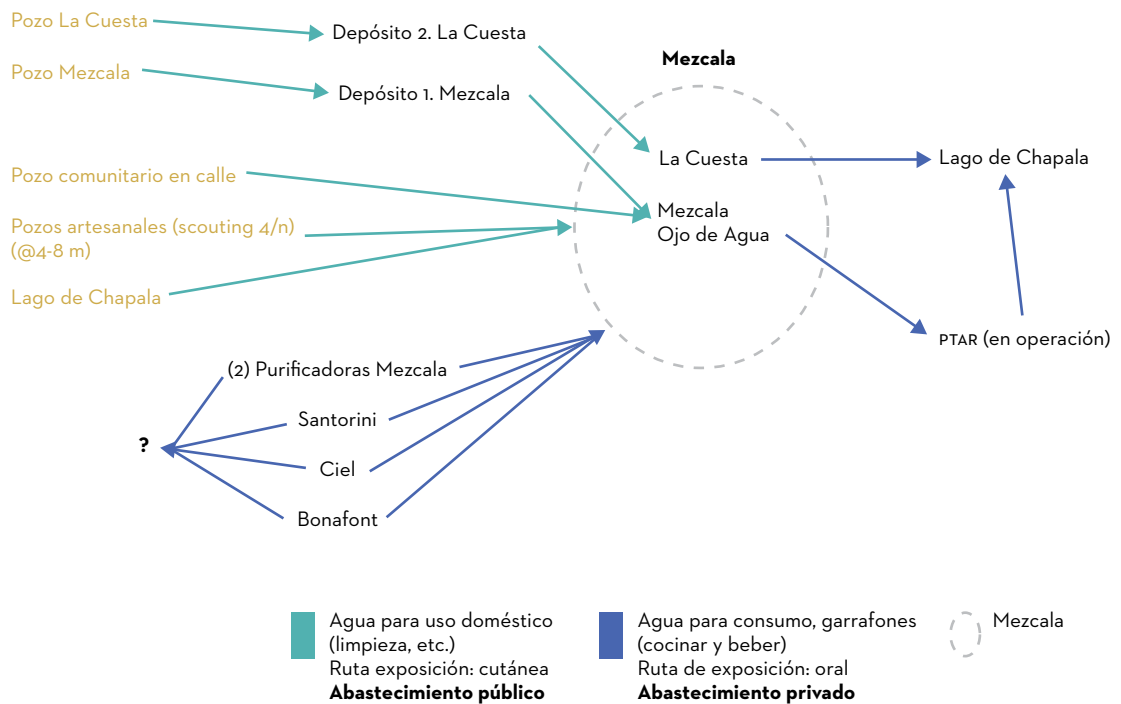 Pozo La Cuesta
Depósito 2. La Cuesta
Mezcala
Pozo Mezcala
Depósito 1. Mezcala
La Cuesta
Lago de Chapala
Pozo comunitario en calle
Mezcala
Ojo de Agua
Pozos artesanales (scouting 4/n)
(@4-8 m)
Lago de Chapala
PTAR (en operación)
(2) Purificadoras Mezcala
Santorini
?
Ciel
Bonafont
Agua para uso doméstico
(limpieza, etc.)
Ruta exposición: cutánea
Abastecimiento público
Agua para consumo, garrafones
(cocinar y beber)
Ruta de exposición: oral
Abastecimiento privado
Mezcala